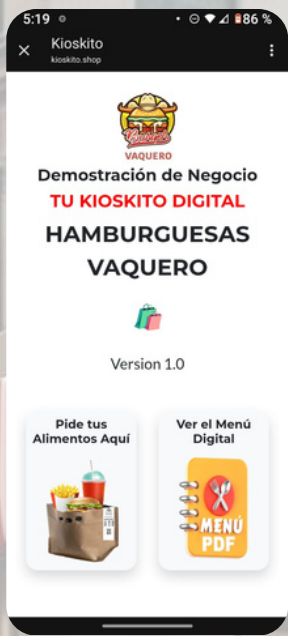 5:19
86 %
Kioskito
kioskito.shop
VAQUERO
Demostración de Negocio
TU KIOSKITO DIGITAL
HAMBURGUESAS
VAQUERO
Version 1.0
Pide tus
Alimentos Aquí
Ver el Menú
Digital
MENÚ
PDF